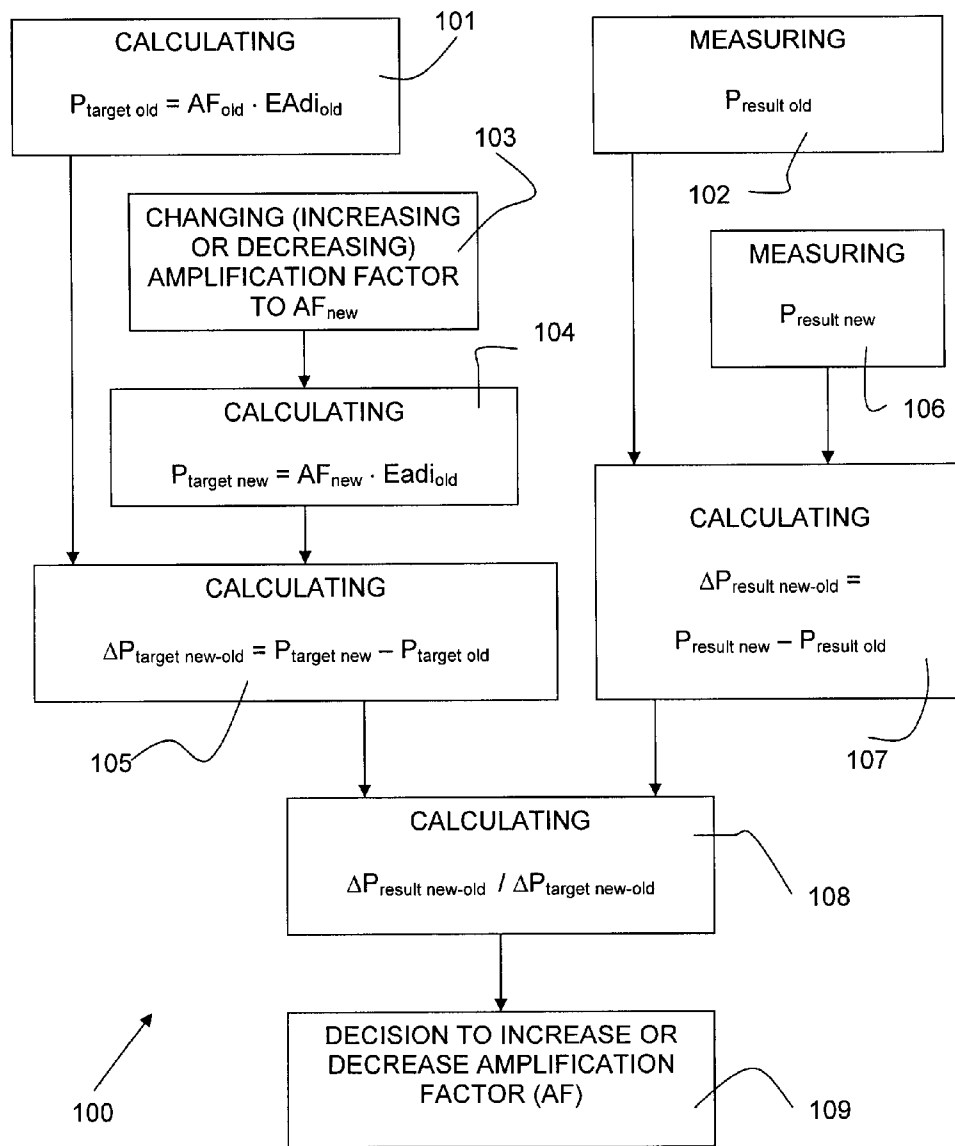 CALCULATING
P_target old = AF_old · EAdi_old
101
MEASURING
P_result old
102
103
CHANGING (INCREASING
OR DECREASING)
AMPLIFICATION FACTOR
TO AF_new
MEASURING
P_result new
106
104
CALCULATING
P_target new = AF_new · Eadi_old
CALCULATING
ΔP_target new-old = P_target new – P_target old
105
CALCULATING
ΔP_result new-old =
P_result new – P_result old
107
CALCULATING
ΔP_result new-old / ΔP_target new-old
108
DECISION TO INCREASE OR
DECREASE AMPLIFICATION
FACTOR (AF)
109
100